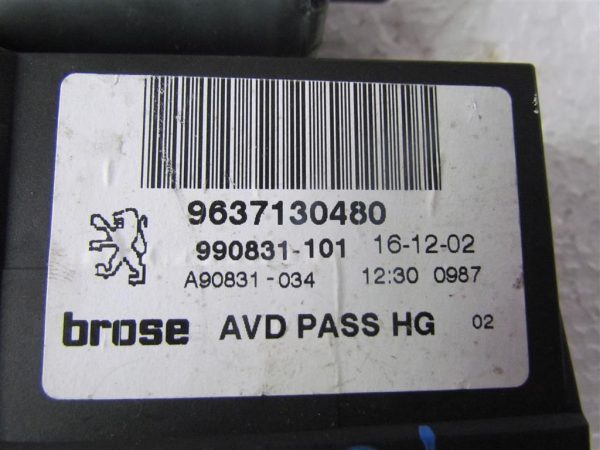 9637130480
990831-101 16-12-02
A90831-034 12:30 0987
brose AVD PASS HG 02